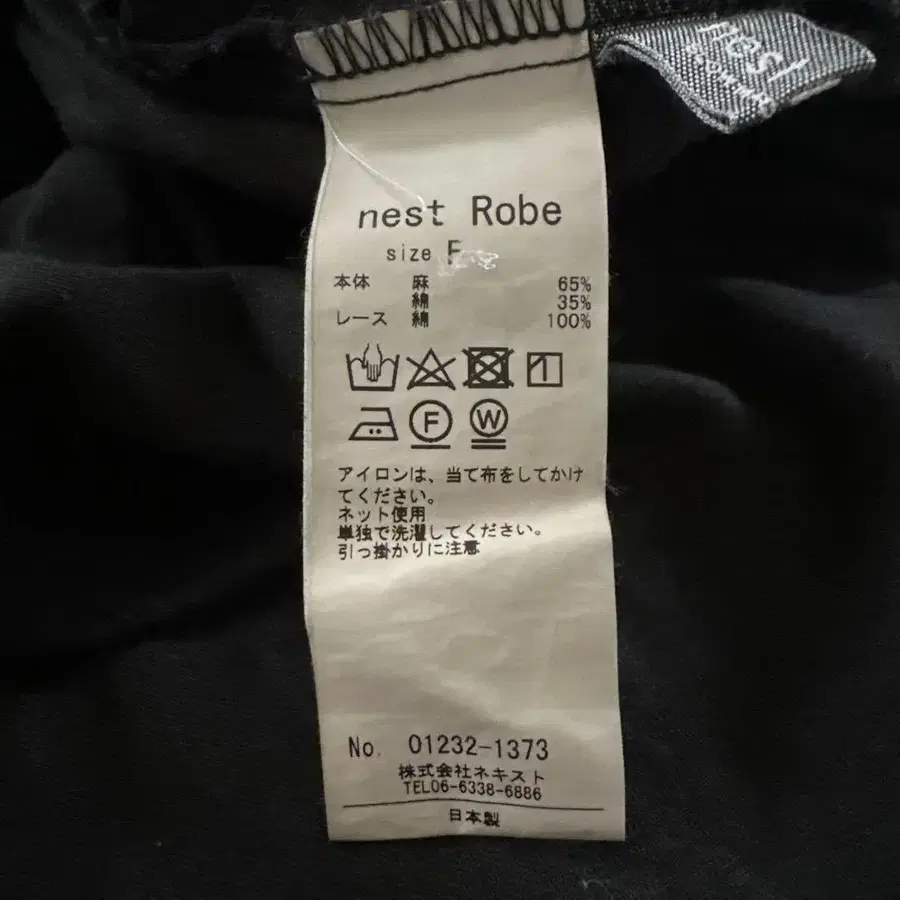 nest
nest Robe
size F
本体 麻 65%
綿 35%
レース 綿 100%
1
F W
アイロンは、当て布をしてかけ
てください。
ネット使用
単独で洗濯してください。
引っ掛かりに注意
No. 01232-1373
株式会社ネキスト
TEL06-6338-6886
日本製